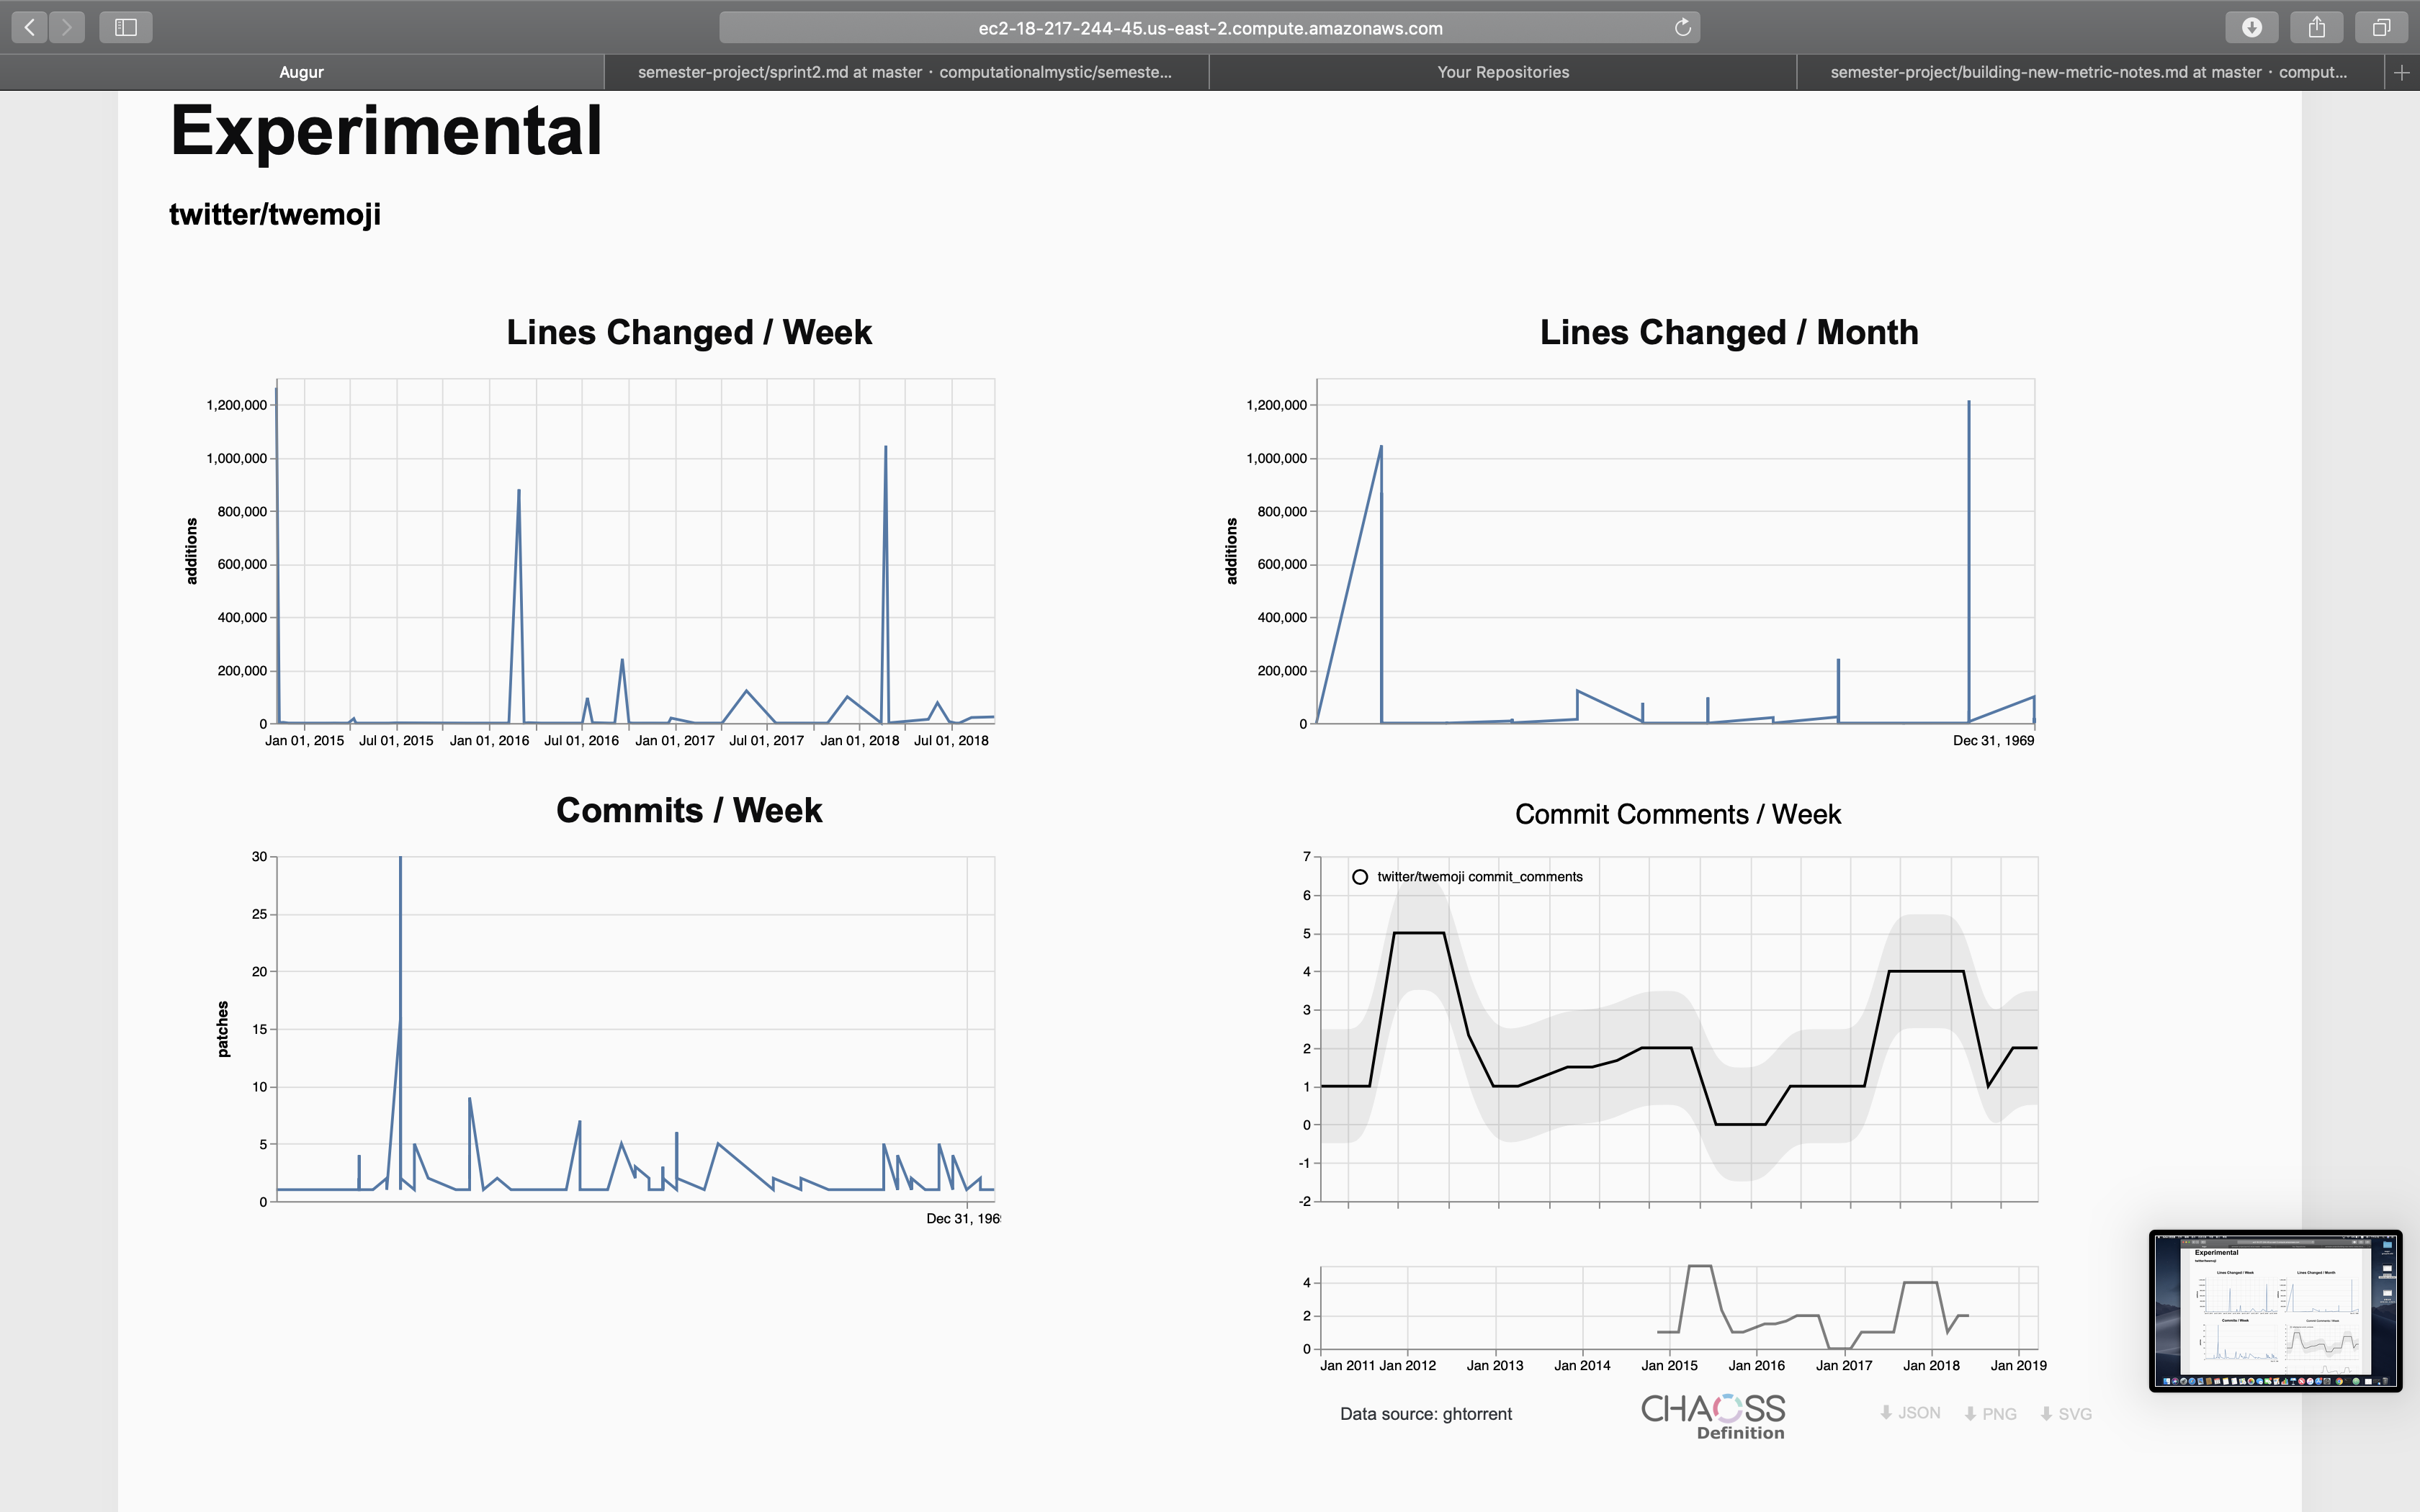 ec2-18-217-244-45.us-east-2.compute.amazonaws.com
Augur
semester-project/sprint2.md at master · computationalmystic/semeste...
Your Repositories
semester-project/building-new-metric-notes.md at master · comput...
Experimental
twitter/twemoji
Lines Changed / Week
1,200,000
1,000,000
800,000
600,000
400,000
200,000
0
additions
Jan 01, 2015 Jul 01, 2015 Jan 01, 2016 Jul 01, 2016 Jan 01, 2017 Jul 01, 2017 Jan 01, 2018 Jul 01, 2018
Lines Changed / Month
1,200,000
1,000,000
800,000
600,000
400,000
200,000
0
additions
Dec 31, 1969
Commits / Week
30
25
20
15
10
5
0
patches
Dec 31, 196
Commit Comments / Week
twitter/twemoji commit_comments
7
6
5
4
3
2
1
0
-1
-2
4
2
0
Jan 2011 Jan 2012 Jan 2013 Jan 2014 Jan 2015 Jan 2016 Jan 2017 Jan 2018 Jan 2019
Data source: ghtorrent
CHAOSS
Definition
JSON PNG SVG
Experimental
Lines Changed / Week
Lines Changed / Month
Commits / Week